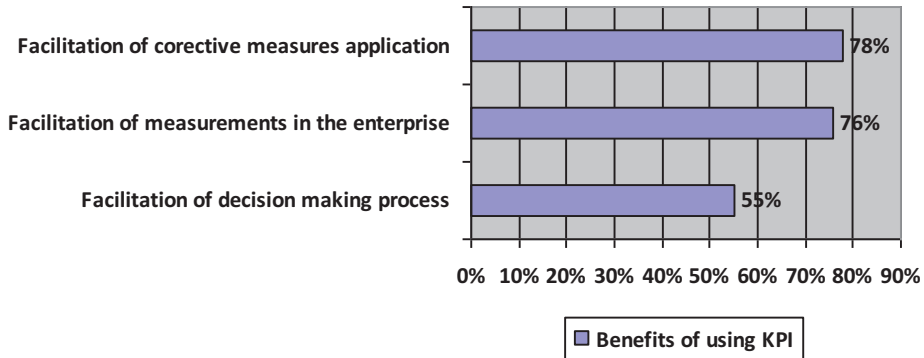 Facilitation of corective measures application
78%
Facilitation of measurements in the enterprise
76%
Facilitation of decision making process
55%
0% 10% 20% 30% 40% 50% 60% 70% 80% 90%
Benefits of using KPI